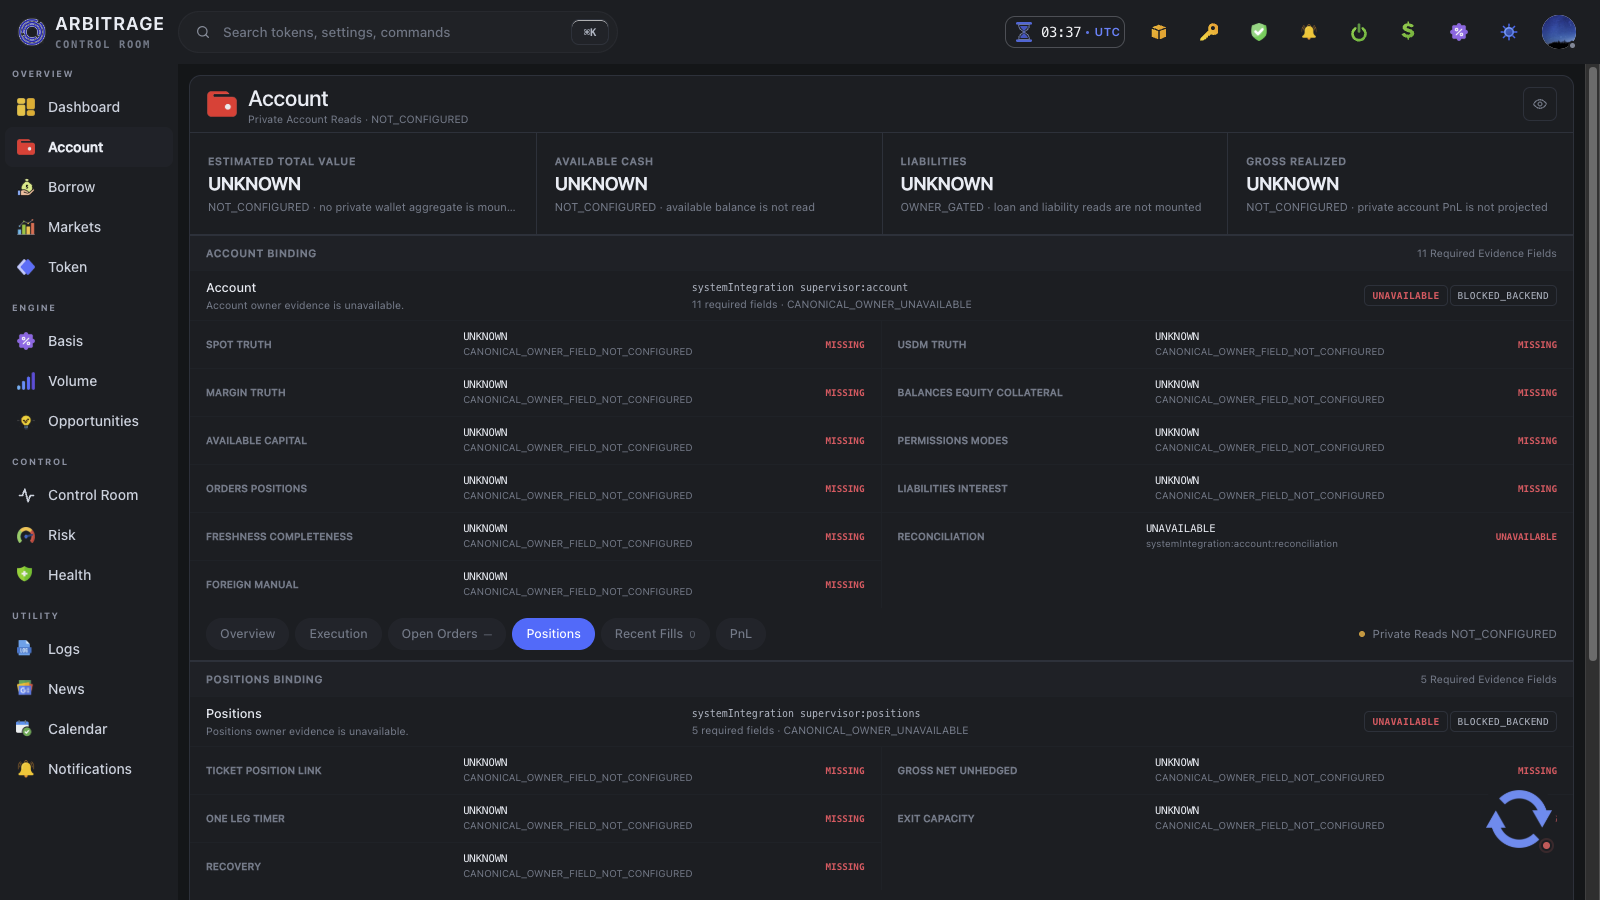 ARBITRAGE
CONTROL ROOM
Search tokens, settings, commands
⌘K
03:37 • UTC
OVERVIEW
Dashboard
Account
Borrow
Markets
Token
ENGINE
Basis
Volume
Opportunities
CONTROL
Control Room
Risk
Health
UTILITY
Logs
News
Calendar
Notifications
Account
Private Account Reads · NOT_CONFIGURED
ESTIMATED TOTAL VALUE
UNKNOWN
NOT_CONFIGURED · no private wallet aggregate is moun...
AVAILABLE CASH
UNKNOWN
NOT_CONFIGURED · available balance is not read
LIABILITIES
UNKNOWN
OWNER_GATED · loan and liability reads are not mounted
GROSS REALIZED
UNKNOWN
NOT_CONFIGURED · private account PnL is not projected
ACCOUNT BINDING
11 Required Evidence Fields
Account
Account owner evidence is unavailable.
systemIntegration supervisor:account
11 required fields · CANONICAL_OWNER_UNAVAILABLE
UNAVAILABLE
BLOCKED_BACKEND
SPOT TRUTH
UNKNOWN
CANONICAL_OWNER_FIELD_NOT_CONFIGURED
MISSING
USDM TRUTH
UNKNOWN
CANONICAL_OWNER_FIELD_NOT_CONFIGURED
MISSING
MARGIN TRUTH
UNKNOWN
CANONICAL_OWNER_FIELD_NOT_CONFIGURED
MISSING
BALANCES EQUITY COLLATERAL
UNKNOWN
CANONICAL_OWNER_FIELD_NOT_CONFIGURED
MISSING
AVAILABLE CAPITAL
UNKNOWN
CANONICAL_OWNER_FIELD_NOT_CONFIGURED
MISSING
PERMISSIONS MODES
UNKNOWN
CANONICAL_OWNER_FIELD_NOT_CONFIGURED
MISSING
ORDERS POSITIONS
UNKNOWN
CANONICAL_OWNER_FIELD_NOT_CONFIGURED
MISSING
LIABILITIES INTEREST
UNKNOWN
CANONICAL_OWNER_FIELD_NOT_CONFIGURED
MISSING
FRESHNESS COMPLETENESS
UNKNOWN
CANONICAL_OWNER_FIELD_NOT_CONFIGURED
MISSING
RECONCILIATION
UNAVAILABLE
systemIntegration:account:reconciliation
UNAVAILABLE
FOREIGN MANUAL
UNKNOWN
CANONICAL_OWNER_FIELD_NOT_CONFIGURED
MISSING
Overview
Execution
Open Orders —
Positions
Recent Fills 0
PnL
Private Reads NOT_CONFIGURED
POSITIONS BINDING
5 Required Evidence Fields
Positions
Positions owner evidence is unavailable.
systemIntegration supervisor:positions
5 required fields · CANONICAL_OWNER_UNAVAILABLE
UNAVAILABLE
BLOCKED_BACKEND
TICKET POSITION LINK
UNKNOWN
CANONICAL_OWNER_FIELD_NOT_CONFIGURED
MISSING
GROSS NET UNHEDGED
UNKNOWN
CANONICAL_OWNER_FIELD_NOT_CONFIGURED
MISSING
ONE LEG TIMER
UNKNOWN
CANONICAL_OWNER_FIELD_NOT_CONFIGURED
MISSING
EXIT CAPACITY
UNKNOWN
CANONICAL_OWNER_FIELD_NOT_CONFIGURED
RECOVERY
UNKNOWN
CANONICAL_OWNER_FIELD_NOT_CONFIGURED
MISSING